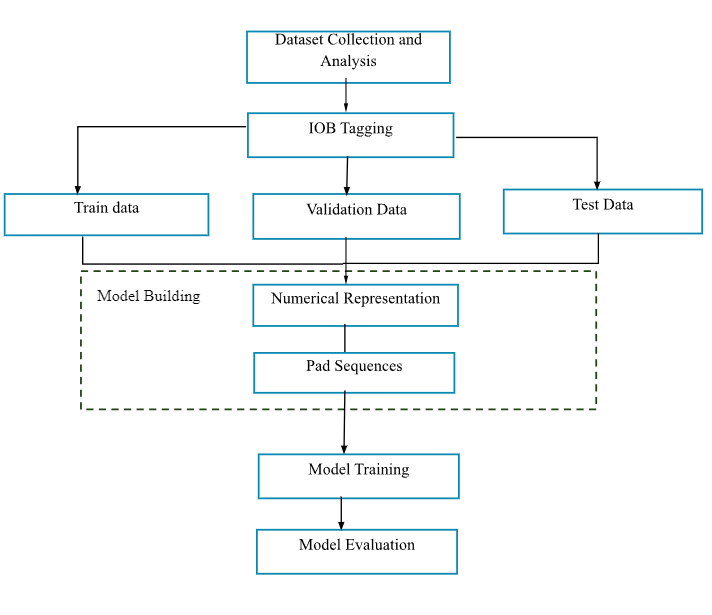 Dataset Collection and
Analysis
IOB Tagging
Train data
Validation Data
Test Data
Model Building
Numerical Representation
Pad Sequences
Model Training
Model Evaluation